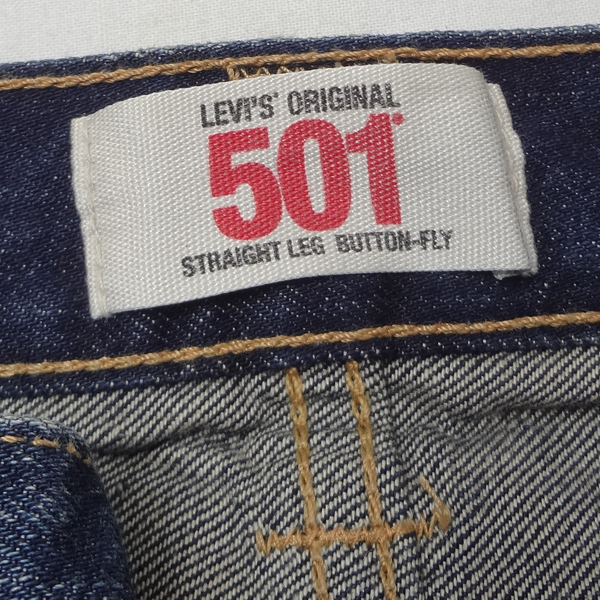 LEVI'S® ORIGINAL
501®
STRAIGHT LEG BUTTON-FLY